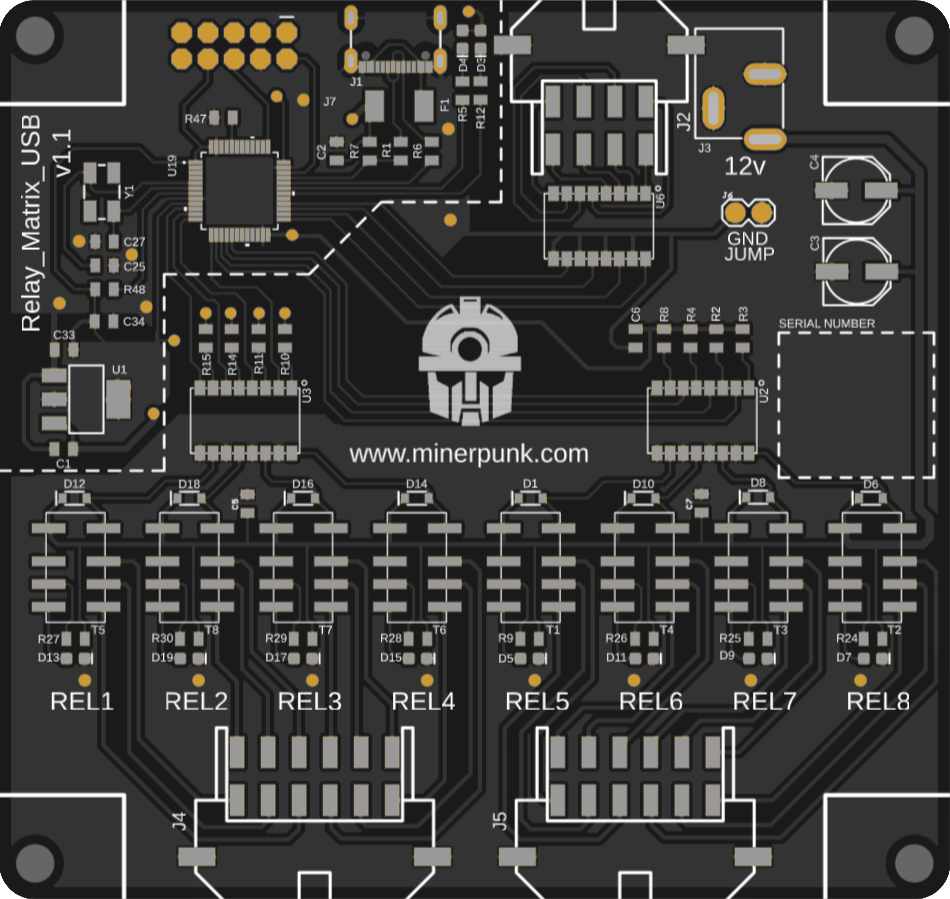 Relay_Matrix_USB
v1.1
J1
J7
F1
D4
D3
R5
R12
R47
U19
Y1
C2
R7
R1
R6
J2
J3
12v
J6
GND
JUMP
U6
C4
C3
C27
C25
R48
C34
C33
U1
C1
R15
R14
R11
R10
U3
C6
R8
R4
R2
R3
U2
SERIAL NUMBER
www.minerpunk.com
D12
D18
C5
D16
D14
D1
D10
C7
D8
D6
T5
T8
T7
T6
T1
T4
T3
T2
R27
R30
R29
R28
R9
R26
R25
R24
D13
D19
D17
D15
D5
D11
D9
D7
REL1
REL2
REL3
REL4
REL5
REL6
REL7
REL8
J4
J5